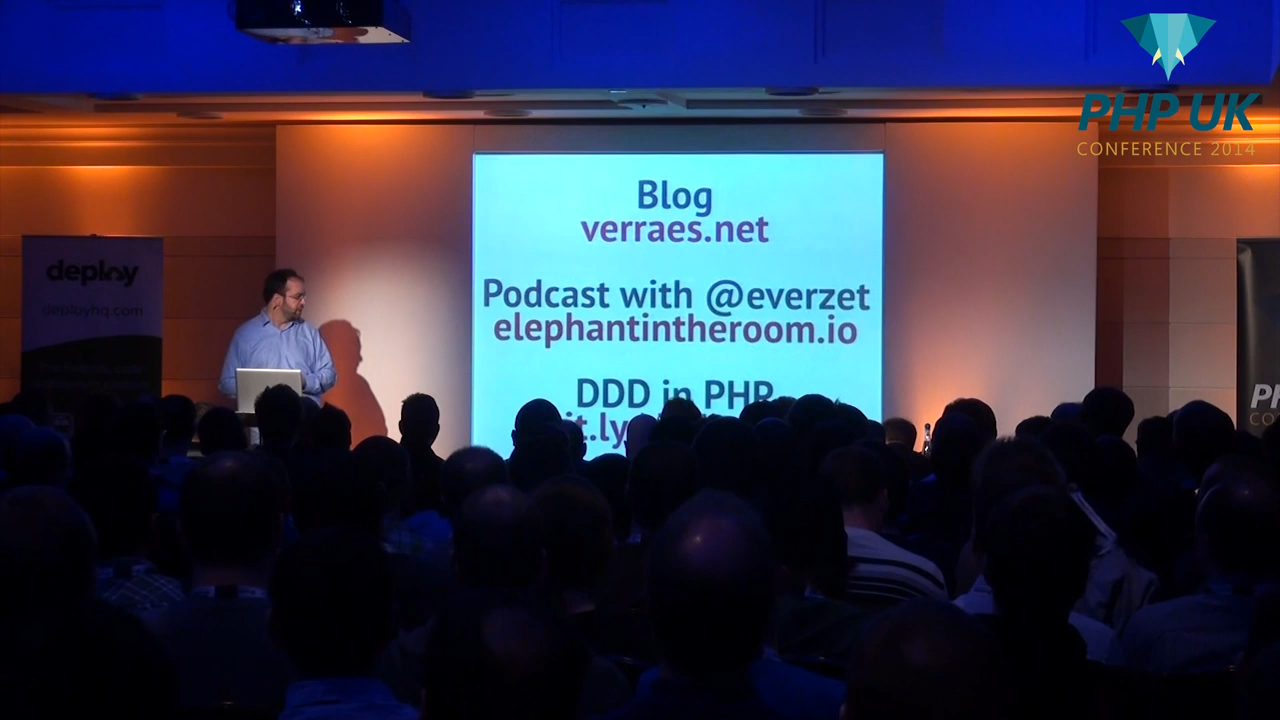 PHP UK
CONFERENCE 2014
Blog
verraes.net
Podcast with @everzet
elephantintheroom.io
DDD in PHP
deploy
deployhq.com